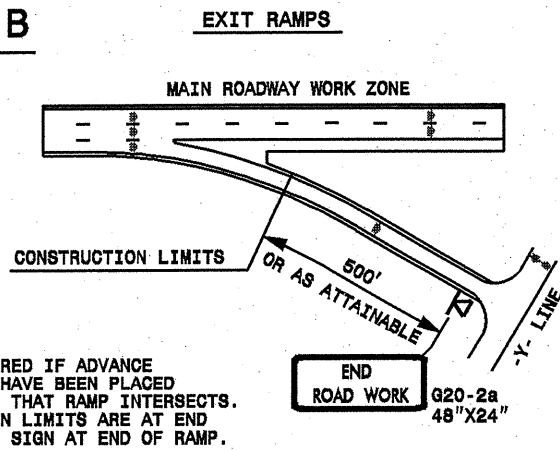 B
EXIT RAMPS
MAIN ROADWAY WORK ZONE
CONSTRUCTION LIMITS
500'
OR AS ATTAINABLE
-Y- LINE
END
ROAD WORK
G20-2a
48"X24"
RED IF ADVANCE
HAVE BEEN PLACED
THAT RAMP INTERSECTS.
N LIMITS ARE AT END
SIGN AT END OF RAMP.